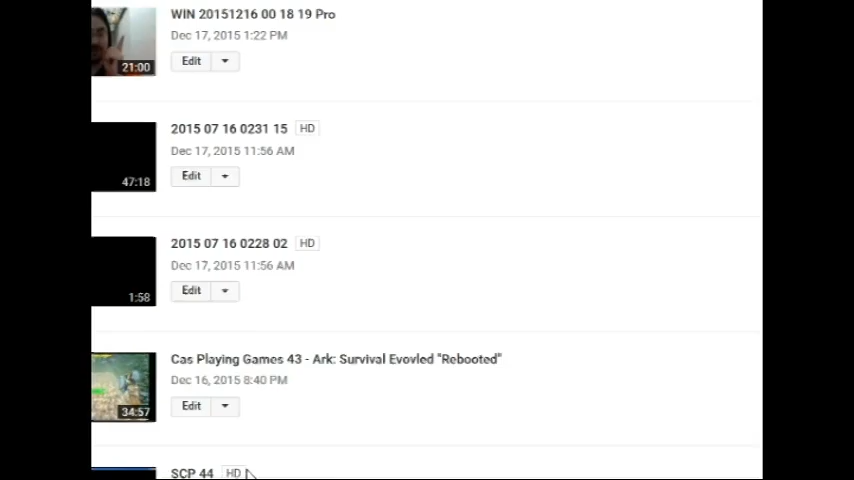 WIN 20151216 00 18 19 Pro
Dec 17, 2015 1:22 PM
21:00
Edit
2015 07 16 0231 15 HD
Dec 17, 2015 11:56 AM
47:18
Edit
2015 07 16 0228 02 HD
Dec 17, 2015 11:56 AM
1:58
Edit
Cas Playing Games 43 - Ark: Survival Evovled "Rebooted"
Dec 16, 2015 8:40 PM
34:57
Edit
SCP 44 HD